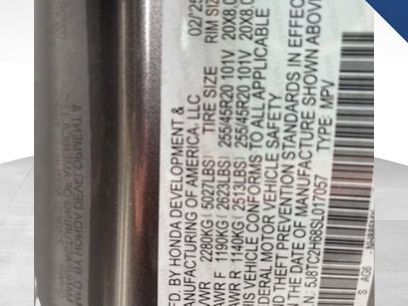 MFD. BY HONDA DEVELOPMENT & 02/25
MANUFACTURING OF AMERICA, LLC TIRE SIZE RIM SIZE
GVWR 2280KG ( 5027LBS)
GAWR F 1190KG ( 2623LBS) 255/45R20 101V 20X8.0
GAWR R 1140KG ( 2513LBS) 255/45R20 101V 20X8.0
THIS VEHICLE CONFORMS TO ALL APPLICABLE
FEDERAL MOTOR VEHICLE SAFETY
AND THEFT PREVENTION STANDARDS IN EFFECT
THE DATE OF MANUFACTURE SHOWN ABOVE
VIN: 5J8TC2H68SL017057 TYPE: MPV